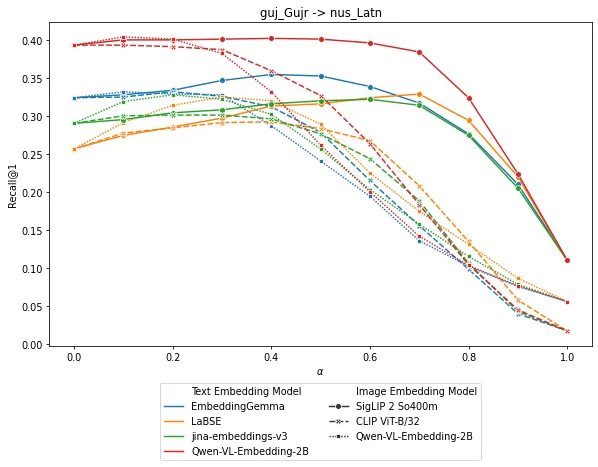 guj_Gujr -> nus_Latn
Recall@1
0.40
0.35
0.30
0.25
0.20
0.15
0.10
0.05
0.00
0.0 0.2 0.4 0.6 0.8 1.0
α
Text Embedding Model
EmbeddingGemma
LaBSE
jina-embeddings-v3
Qwen-VL-Embedding-2B
Image Embedding Model
SigLIP 2 So400m
CLIP ViT-B/32
Qwen-VL-Embedding-2B